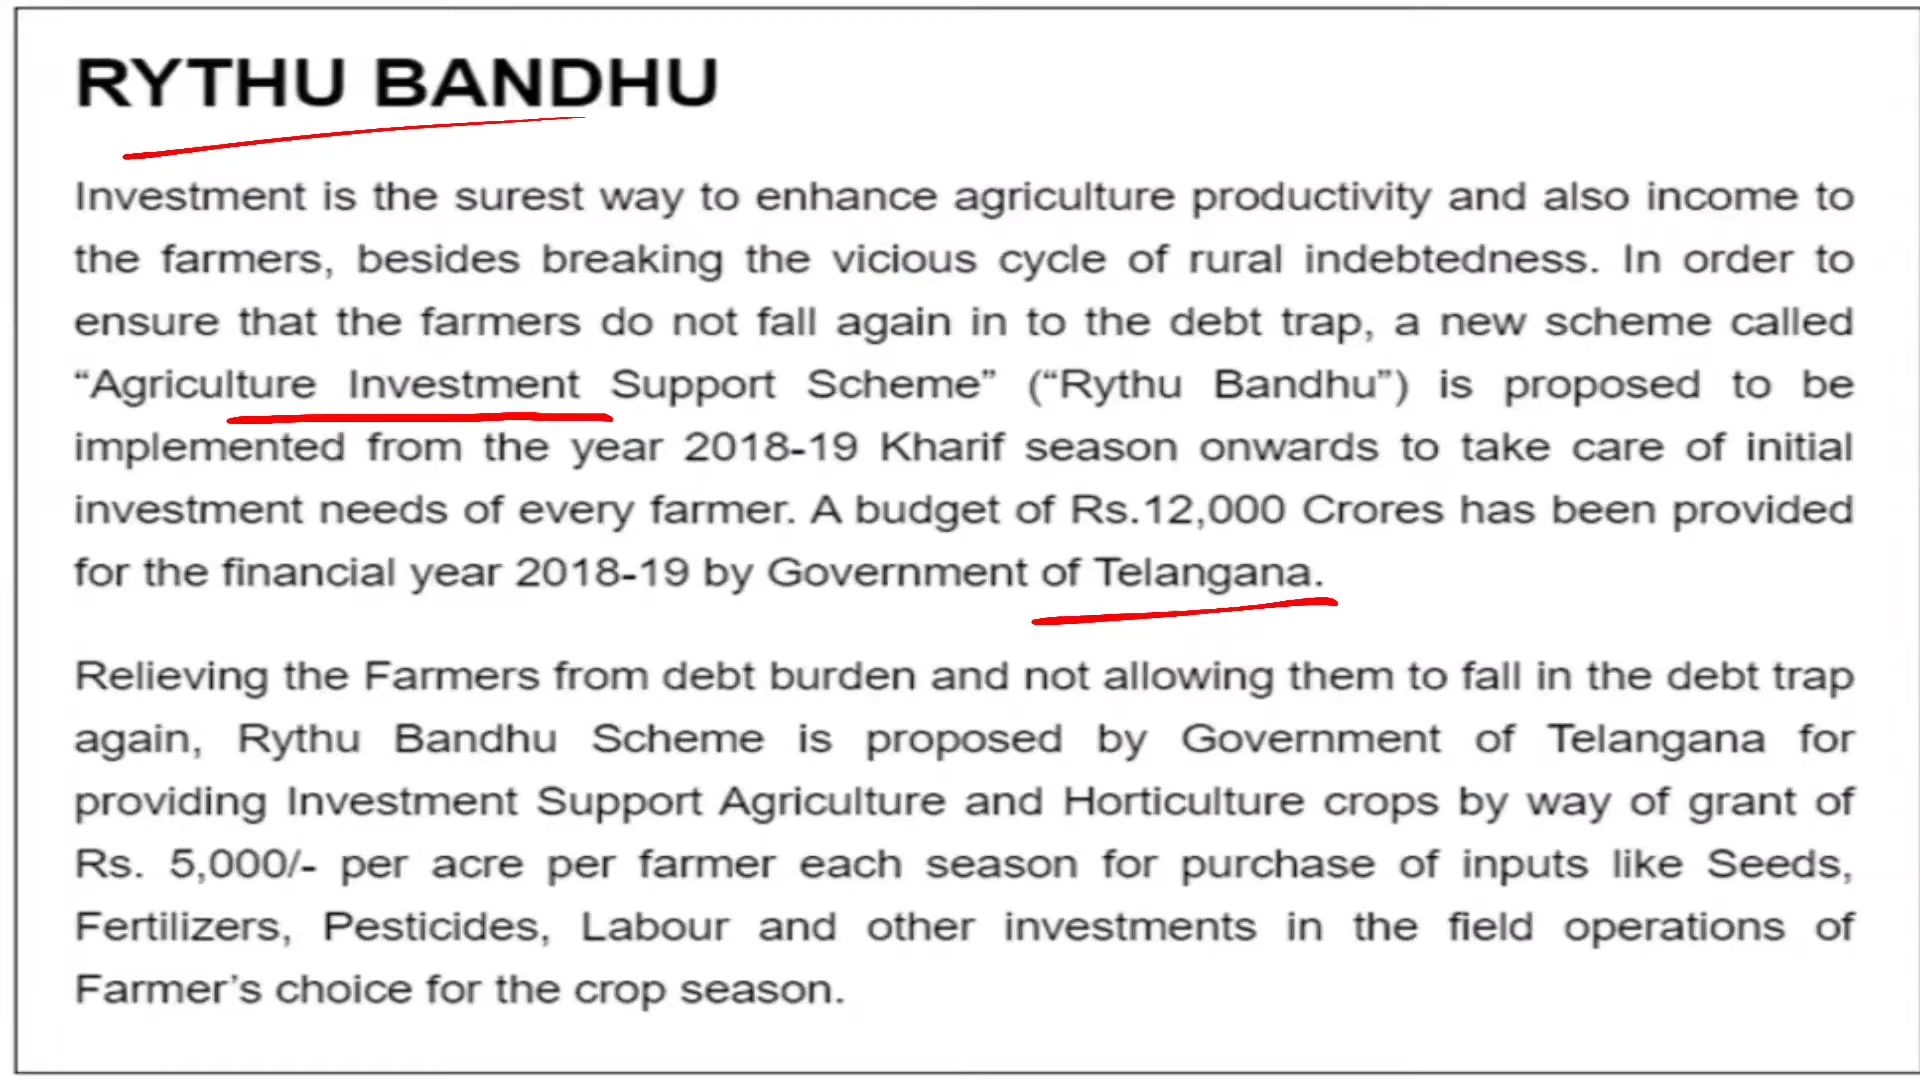 RYTHU BANDHU
Investment is the surest way to enhance agriculture productivity and also income to
the farmers, besides breaking the vicious cycle of rural indebtedness. In order to
ensure that the farmers do not fall again in to the debt trap, a new scheme called
“Agriculture Investment Support Scheme” (“Rythu Bandhu”) is proposed to be
implemented from the year 2018-19 Kharif season onwards to take care of initial
investment needs of every farmer. A budget of Rs.12,000 Crores has been provided
for the financial year 2018-19 by Government of Telangana.
Relieving the Farmers from debt burden and not allowing them to fall in the debt trap
again, Rythu Bandhu Scheme is proposed by Government of Telangana for
providing Investment Support Agriculture and Horticulture crops by way of grant of
Rs. 5,000/- per acre per farmer each season for purchase of inputs like Seeds,
Fertilizers, Pesticides, Labour and other investments in the field operations of
Farmer’s choice for the crop season.